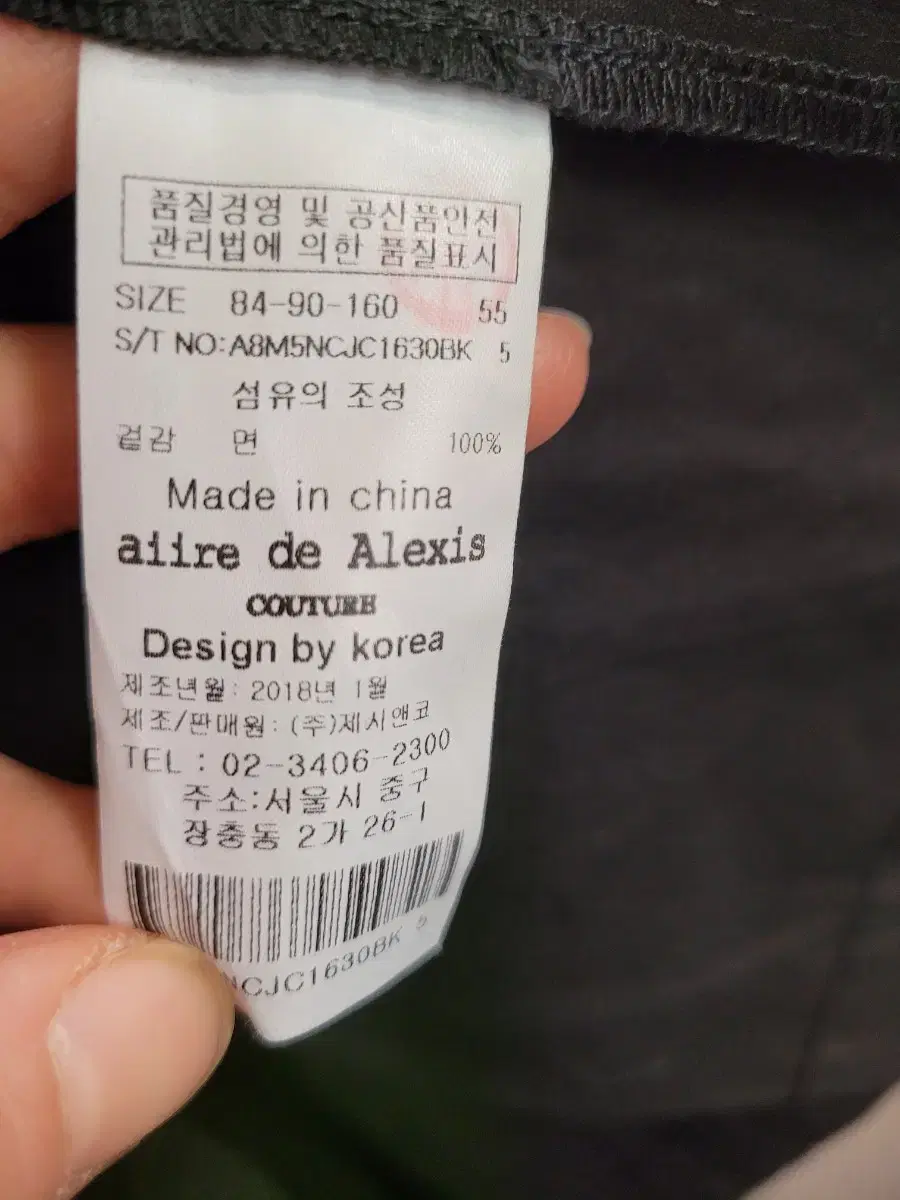 품질경영 및 공산품안전
관리법에 의한 품질표시
SIZE 84-90-160 55
S/T NO:A8M5NCJC1630BK 5
섬유의 조성
겉감 면 100%
Made in china
aiire de Alexis
COUTURE
Design by korea
제조년월: 2018년 1월
제조/판매원: (주)제시앤코
TEL : 02-3406-2300
주소:서울시 중구
장충동 2가 26-1
NCJC1630BK 5